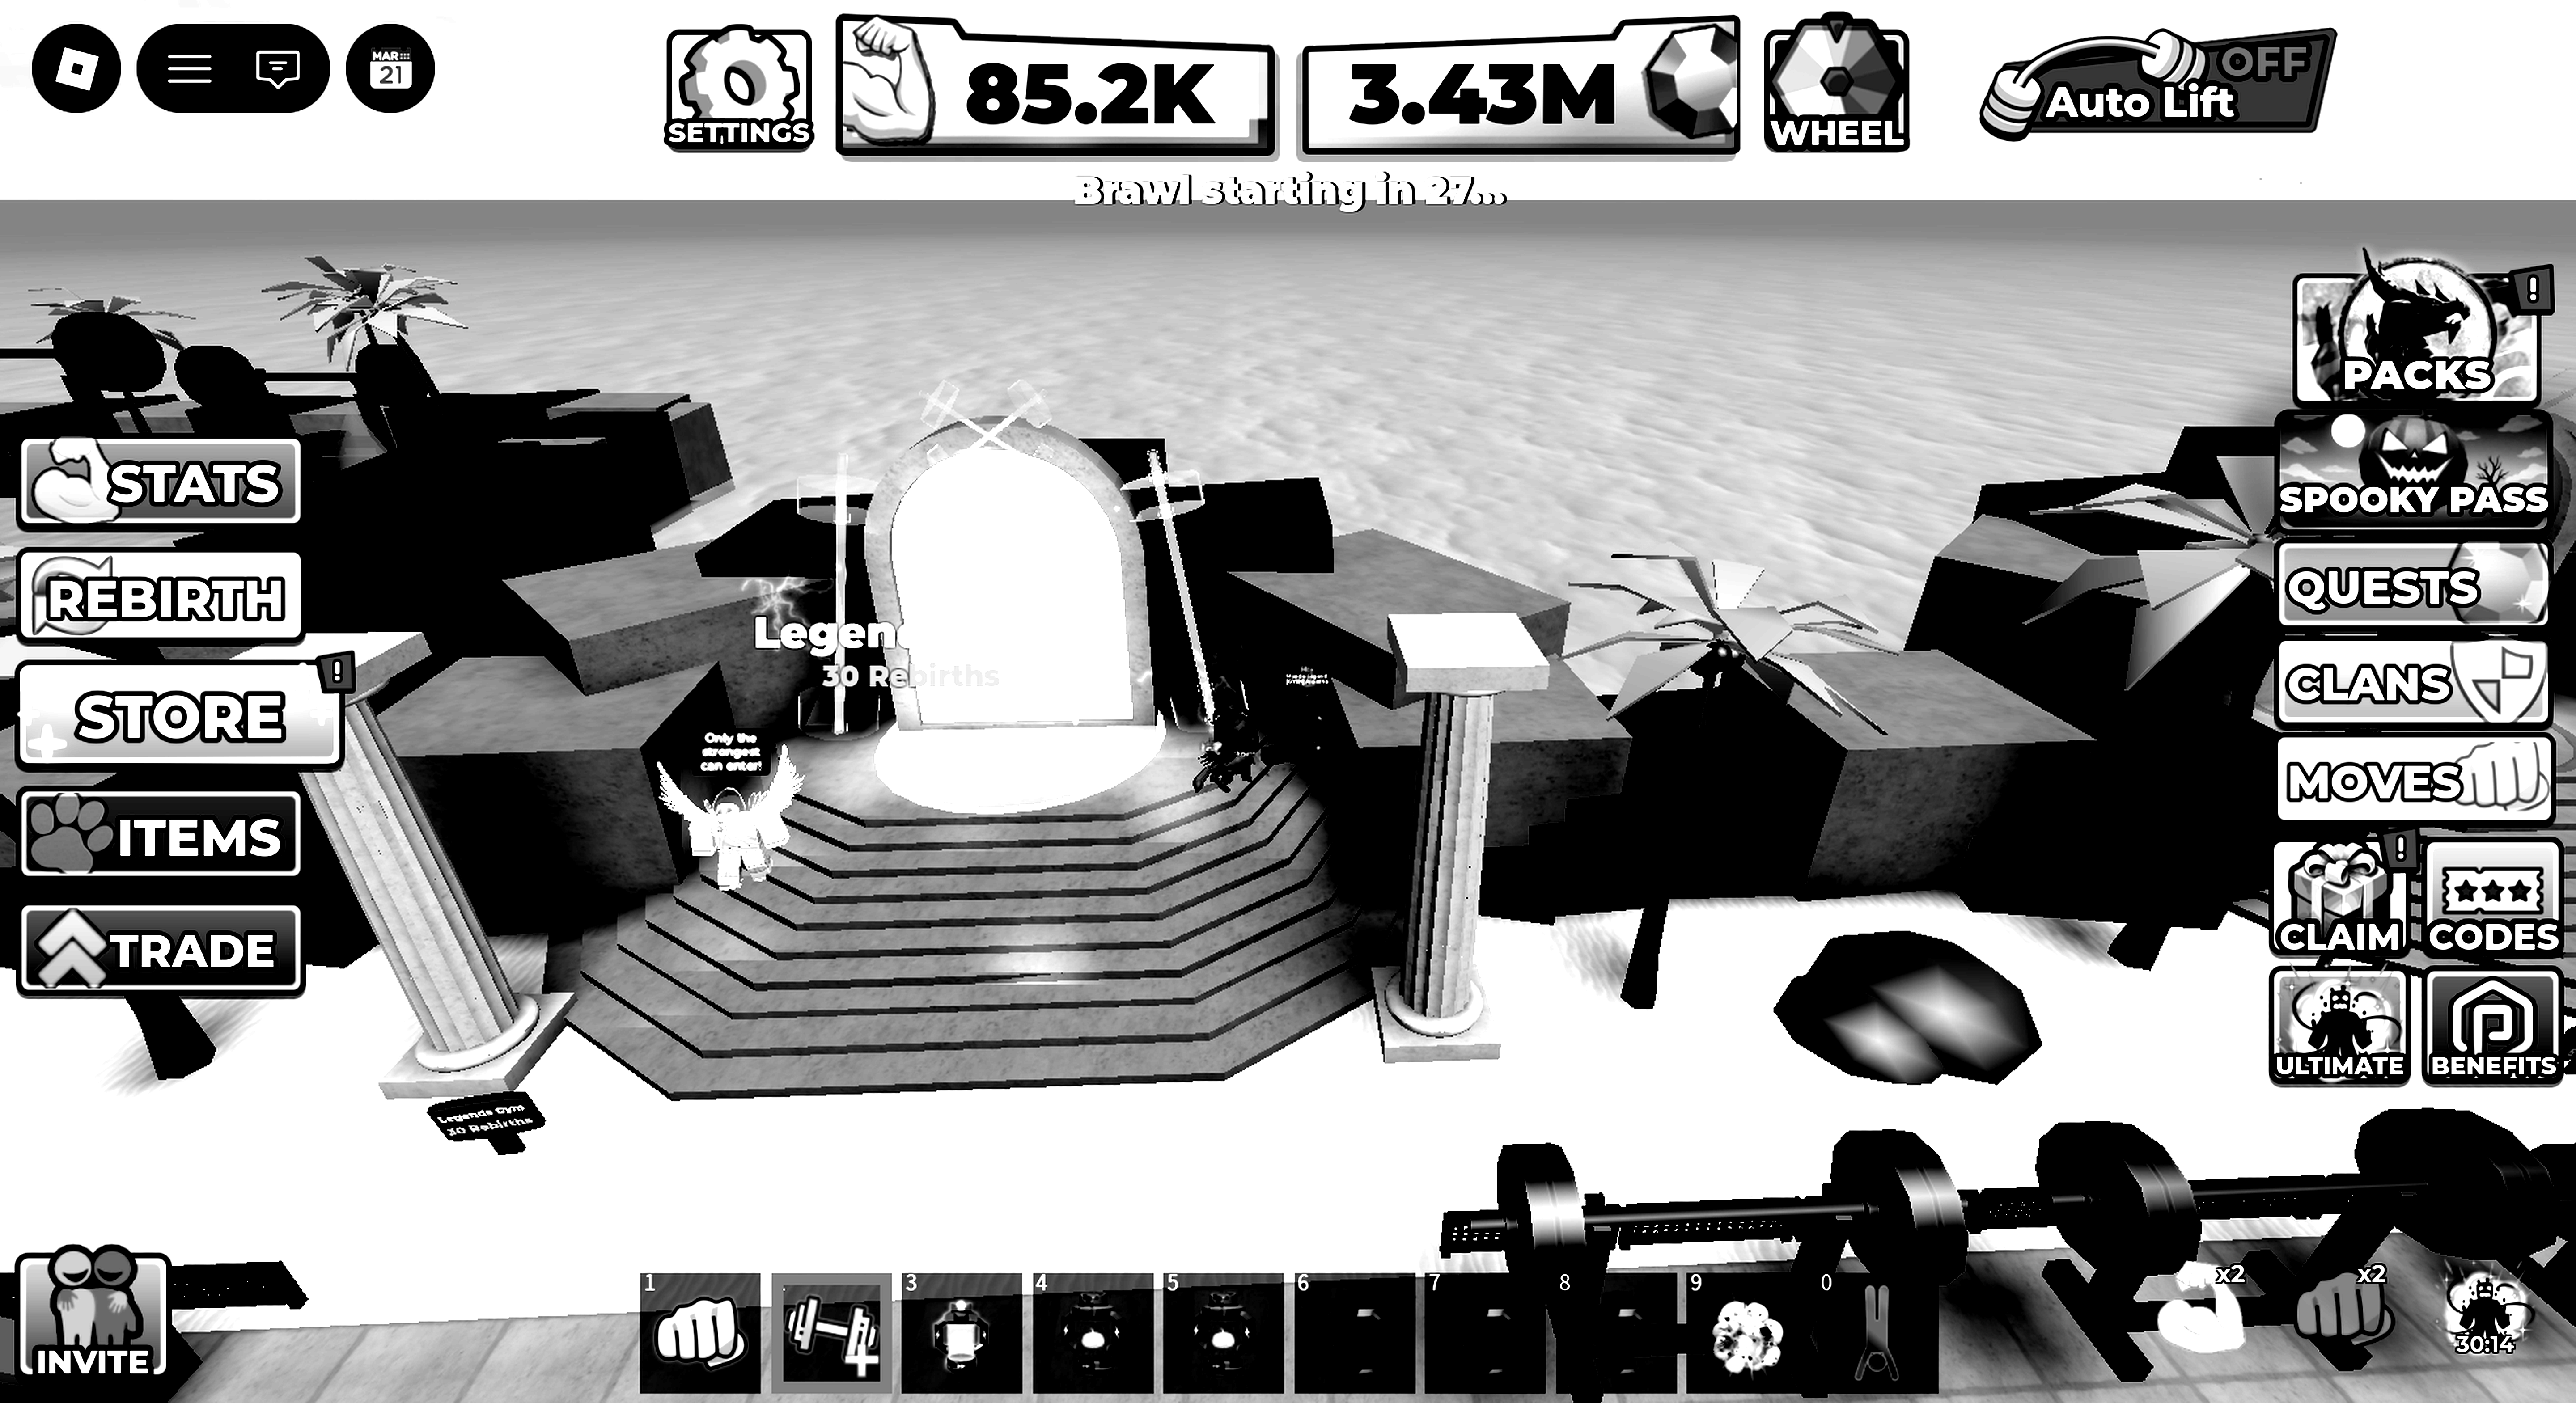 MAR
21
SETTINGS
85.2K
3.43M
WHEEL
OFF
Auto Lift
Brawl starting in 27...
PACKS
!
STATS
SPOOKY PASS
REBIRTH
QUESTS
Legen
30 Rebirths
!
STORE
CLANS
Only the
strongest
can enter!
MOVES
ITEMS
!
CLAIM
CODES
TRADE
ULTIMATE
BENEFITS
Legends Gym
30 Rebirths
INVITE
1
3
4
5
6
7
8
9
0
x2
x2
30:14